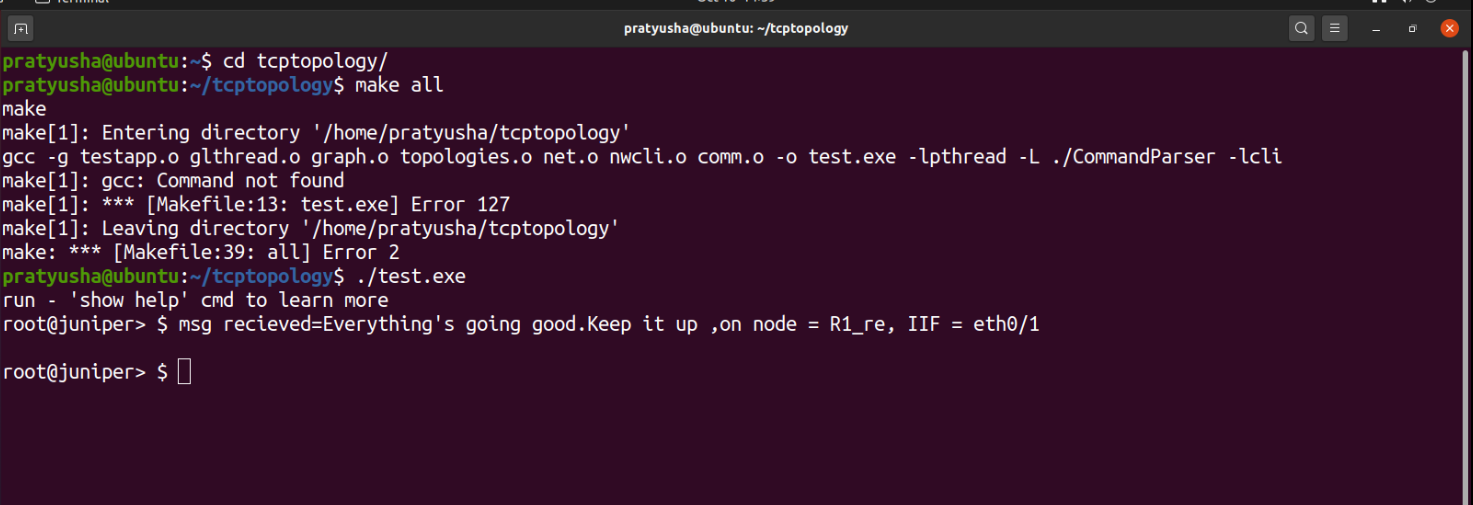 pratyusha@ubuntu: ~/tcptopology
pratyusha@ubuntu:~$ cd tcptopology/
pratyusha@ubuntu:~/tcptopology$ make all
make
make[1]: Entering directory '/home/pratyusha/tcptopology'
gcc -g testapp.o glthread.o graph.o topologies.o net.o nwcli.o comm.o -o test.exe -lpthread -L ./CommandParser -lcli
make[1]: gcc: Command not found
make[1]: *** [Makefile:13: test.exe] Error 127
make[1]: Leaving directory '/home/pratyusha/tcptopology'
make: *** [Makefile:39: all] Error 2
pratyusha@ubuntu:~/tcptopology$ ./test.exe
run - 'show help' cmd to learn more
root@juniper> $ msg recieved=Everything's going good.Keep it up ,on node = R1_re, IIF = eth0/1
root@juniper> $